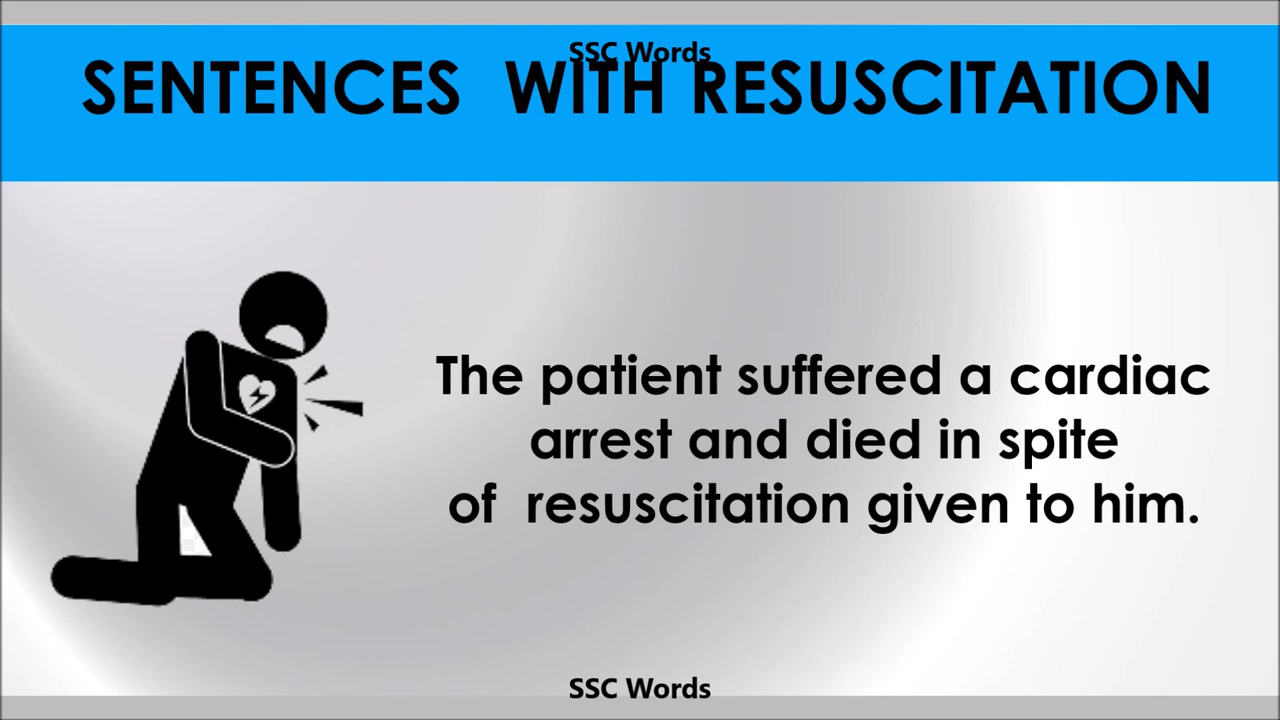 SSC Words
SENTENCES  WITH RESUSCITATION
The patient suffered a cardiac
arrest and died in spite
of  resuscitation given to him.
SSC Words